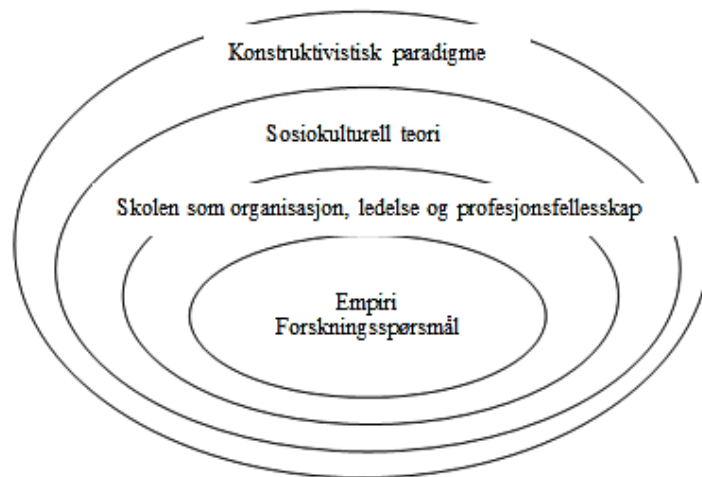 Konstruktivistisk paradigme
Sosiokulturell teori
Skolen som organisasjon, ledelse og profesjonsfellesskap
Empiri
Forskningsspørsmål